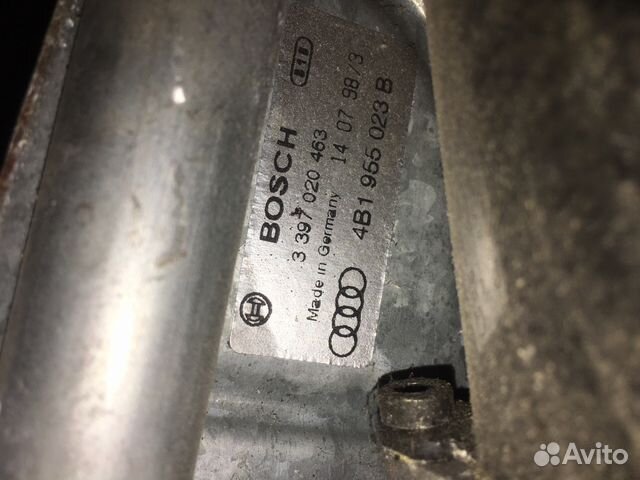 BOSCH
3 397 020 463
Made in Germany 14 07 98/3
4B1 955 023 B
Avito